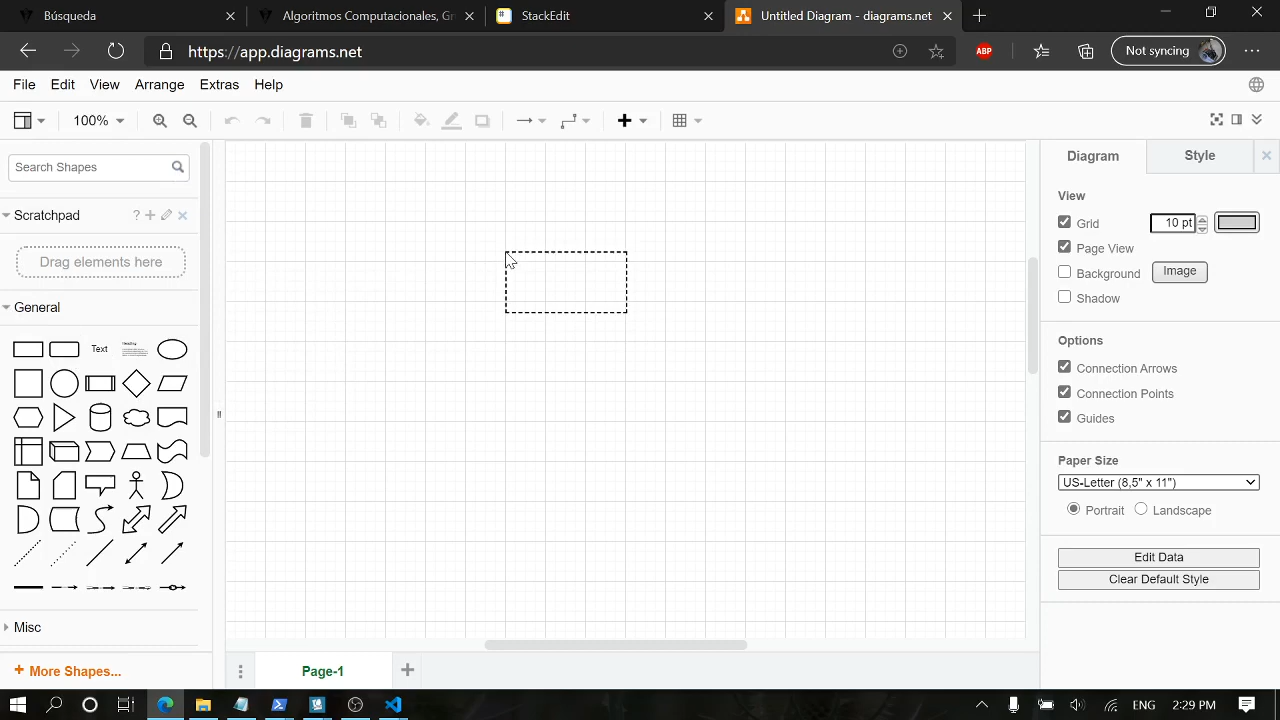 Búsqueda
Algoritmos Computacionales, Gr
StackEdit
Untitled Diagram - diagrams.net
https://app.diagrams.net
ABP
Not syncing
File Edit View Arrange Extras Help
100%
Search Shapes
Scratchpad
?
Drag elements here
General
Text
Heading
Misc
+ More Shapes...
Page-1
Diagram
Style
View
Grid
10 pt
Page View
Background
Image
Shadow
Options
Connection Arrows
Connection Points
Guides
Paper Size
US-Letter (8,5" x 11")
Portrait
Landscape
Edit Data
Clear Default Style
ENG
2:29 PM